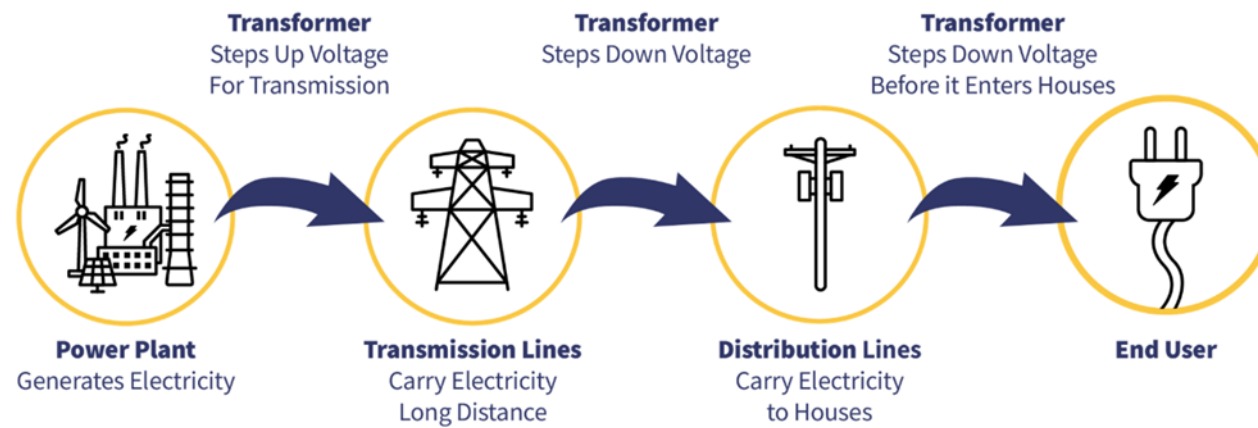 Transformer
Steps Up Voltage
For Transmission
Transformer
Steps Down Voltage
Transformer
Steps Down Voltage
Before it Enters Houses
Power Plant
Generates Electricity
Transmission Lines
Carry Electricity
Long Distance
Distribution Lines
Carry Electricity
to Houses
End User